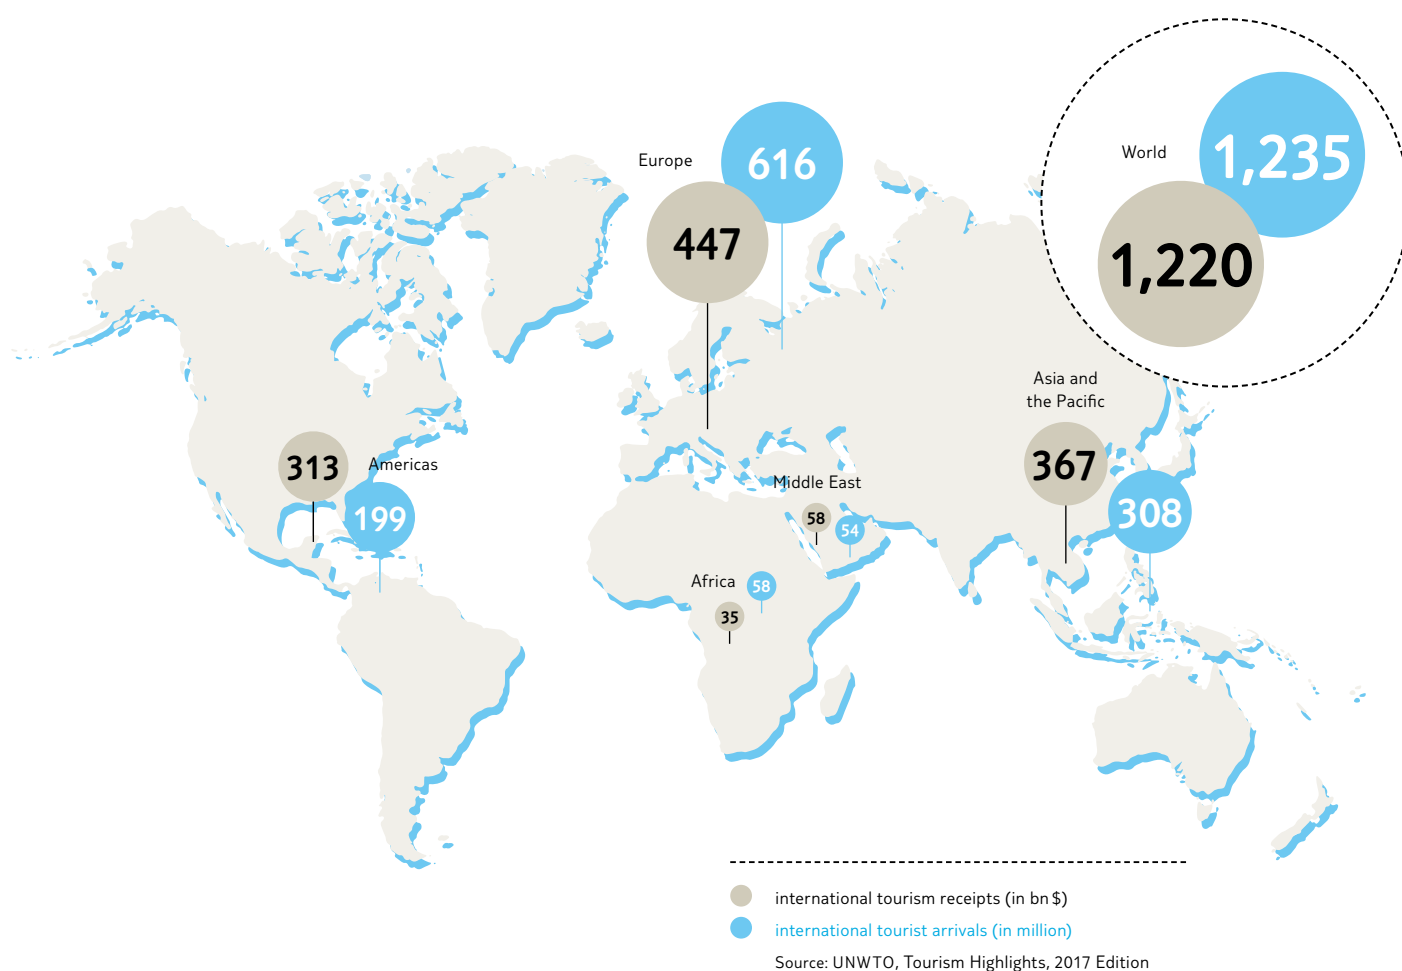 World
1,235
1,220
Europe
616
447
Asia and
the Pacific
367
308
313
Americas
199
Middle East
58
54
Africa
58
35
international tourism receipts (in bn $)
international tourist arrivals (in million)
Source: UNWTO, Tourism Highlights, 2017 Edition